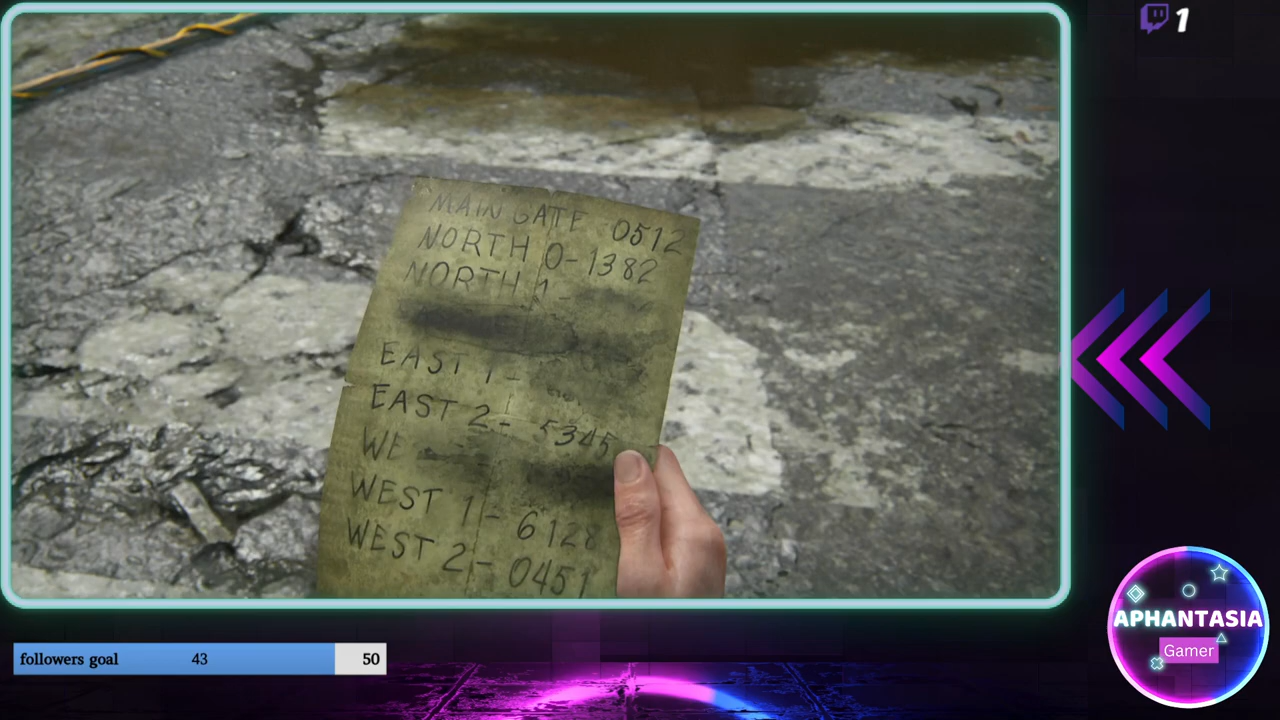 1
MAIN GATE 0512
NORTH 0-1382
NORTH 1-
EAST 1-
EAST 2- 5345
WE
WEST 1- 6128
WEST 2- 0451
followers goal 43 50
APHANTASIA
Gamer